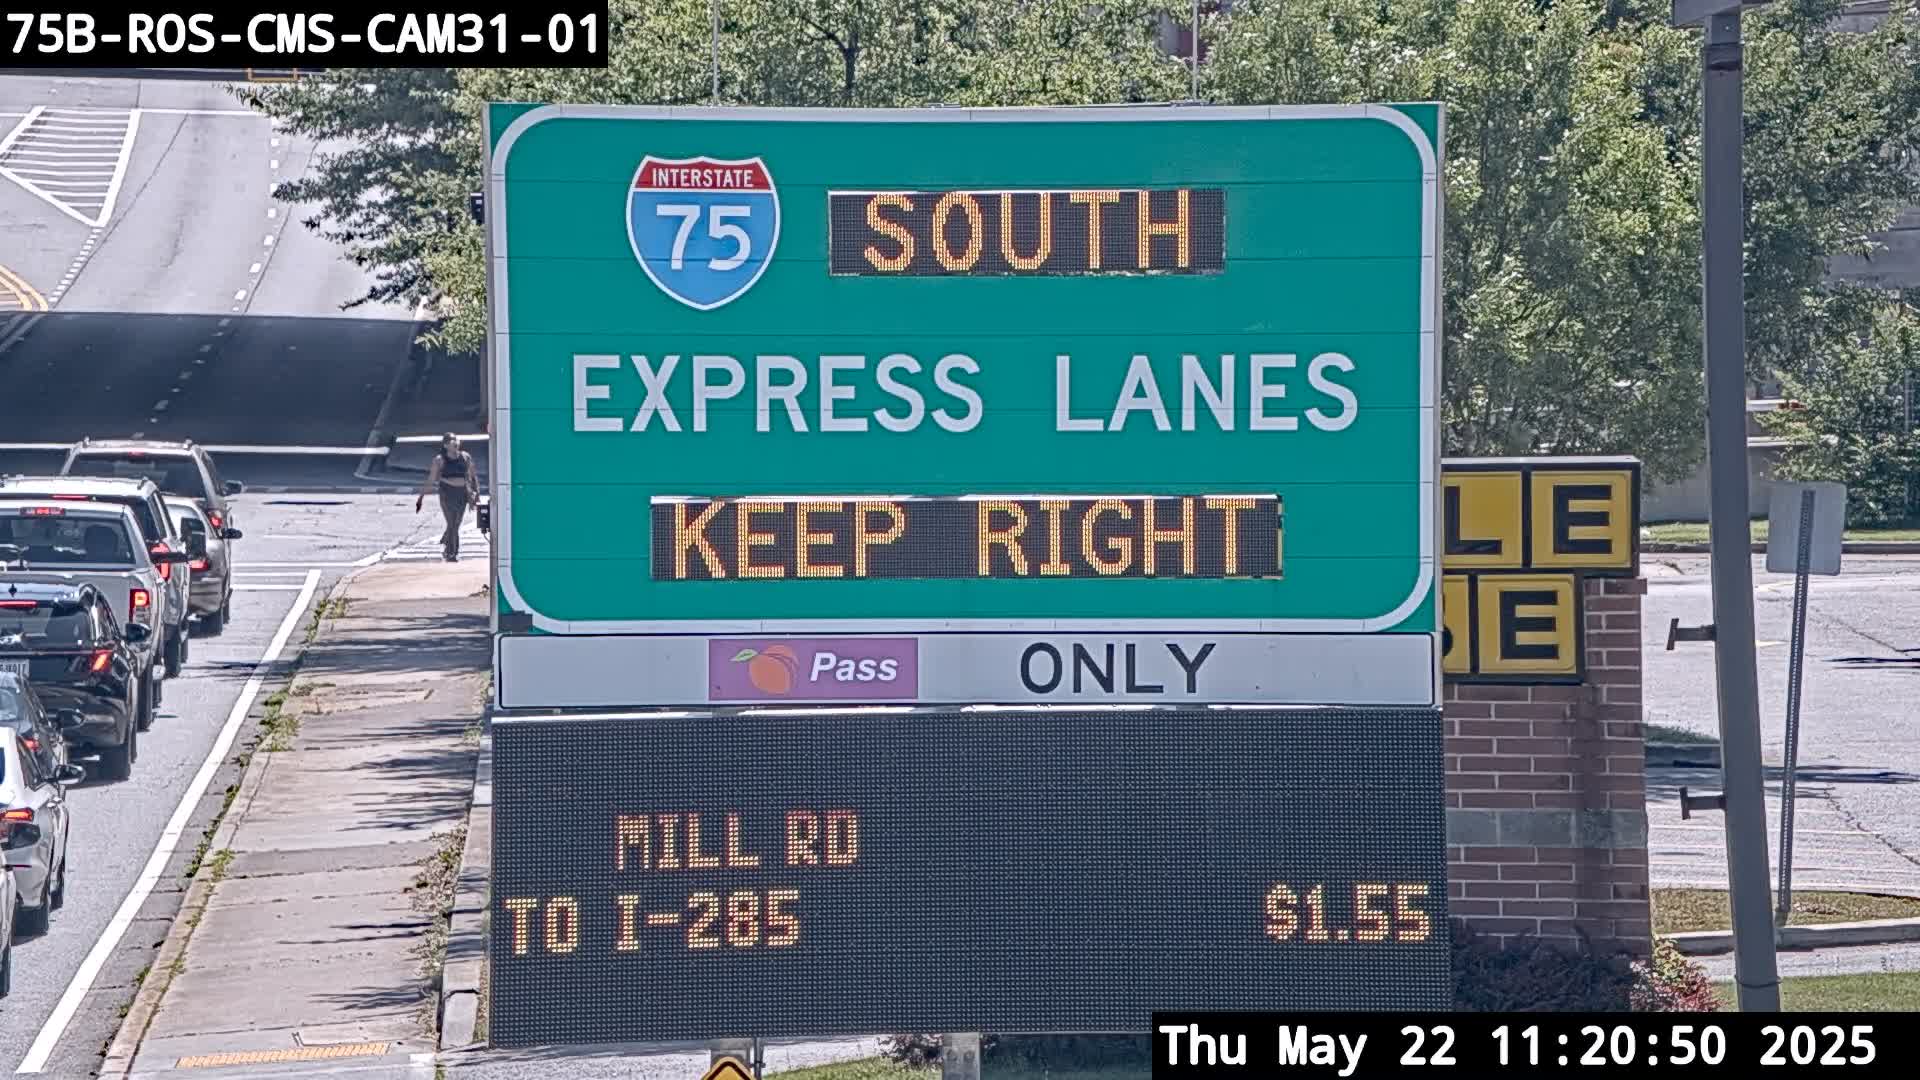 75B-ROS-CMS-CAM31-01
INTERSTATE
75
SOUTH
EXPRESS LANES
KEEP RIGHT
LE
E
Pass
ONLY
MILL RD
TO I-285 $1.55
Thu May 22 11:20:50 2025